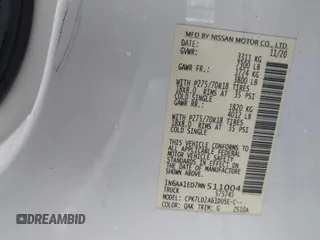 MFD BY NISSAN MOTOR CO., LTD.
11/20
GVWR: 3311 KG
7300 LB
GAWR FR: 1724 KG
3800 LB
WITH P275/70R18 TIRES
18X8.0 RIMS AT 35 PSI
COLD SINGLE
GAWR RR: 1820 KG
4012 LB
WITH P275/70R18 TIRES
18X8.0 RIMS AT 35 PSI
COLD SINGLE
THIS VEHICLE CONFORMS TO ALL
APPLICABLE FEDERAL MOTOR
VEHICLE SAFETY STANDARDS IN
EFFECT ON THE DATE OF
MANUFACTURE SHOWN ABOVE.
1N6AA1ED7MN511004
TRUCK
MODEL:
COLOR: QAK TRIM: G
AutoBidMaster